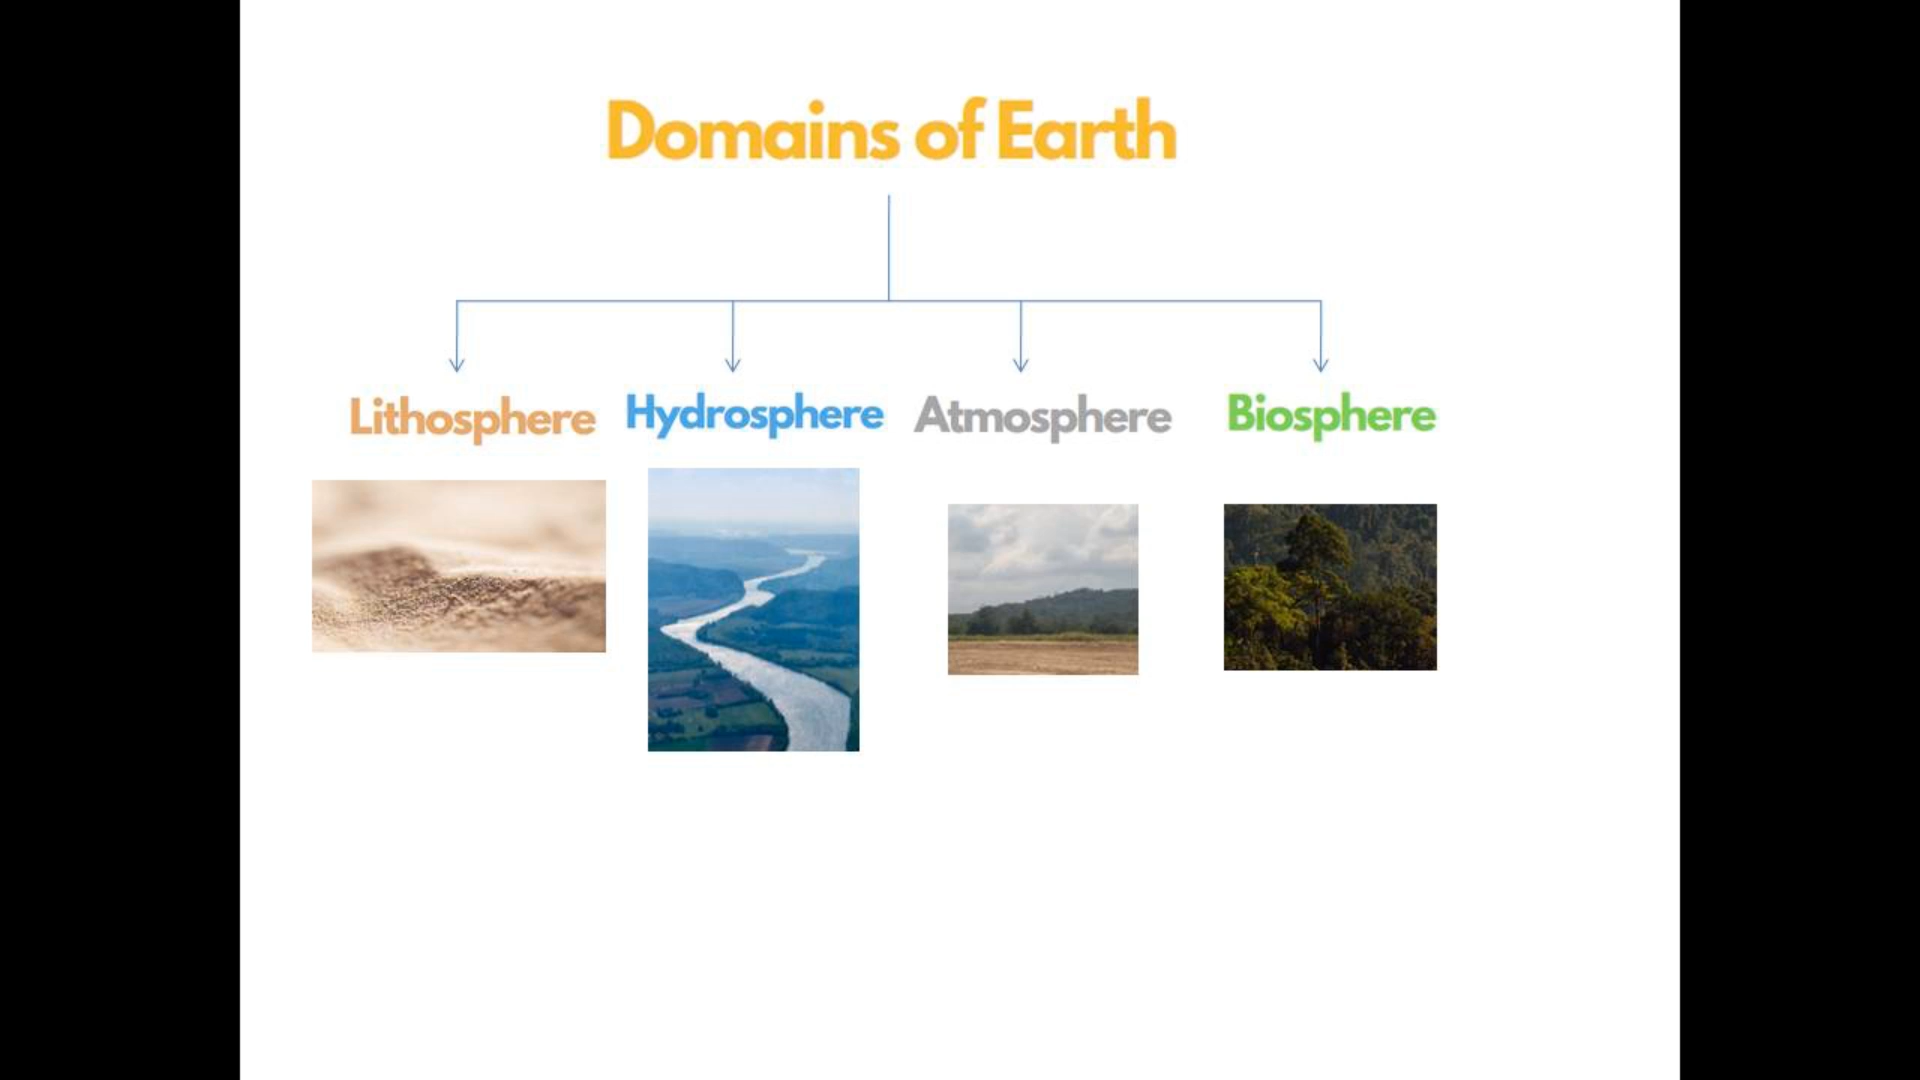 Domains of Earth
Lithosphere
Hydrosphere
Atmosphere
Biosphere